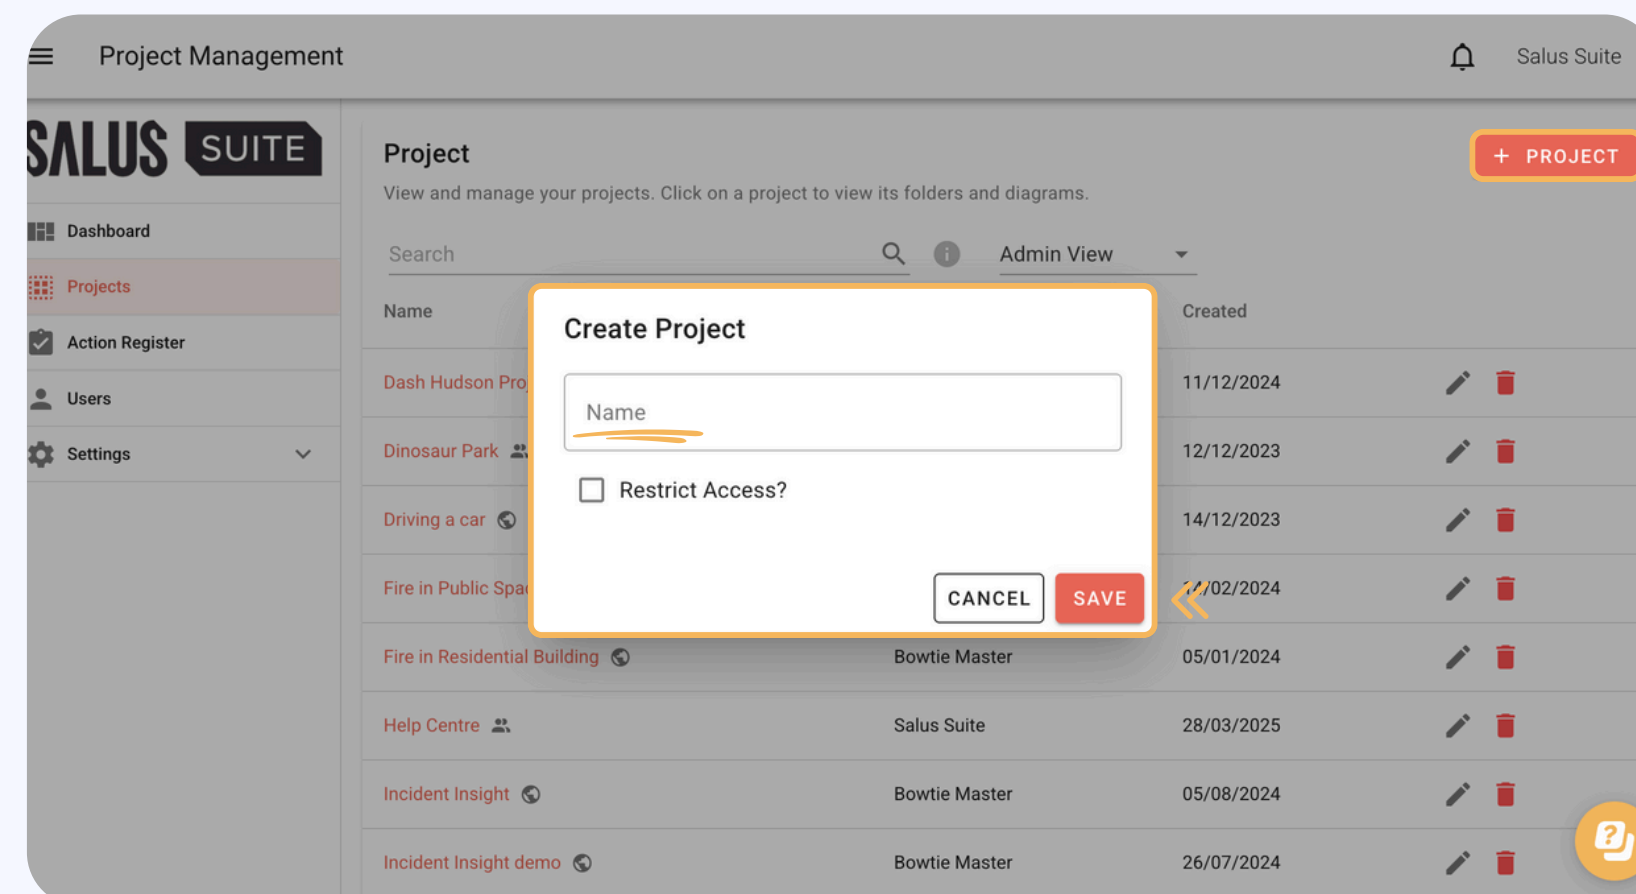 Project Management
Salus Suite
SALUS SUITE
Project
+ PROJECT
View and manage your projects. Click on a project to view its folders and diagrams.
Dashboard
Search
Admin View
Projects
Name
Created
Create Project
Action Register
Dash Hudson Pro
11/12/2024
Name
Users
Dinosaur Park
12/12/2023
Settings
Restrict Access?
Driving a car
14/12/2023
Fire in Public Spa
/02/2024
CANCEL
SAVE
Fire in Residential Building
Bowtie Master
05/01/2024
Help Centre
Salus Suite
28/03/2025
Incident Insight
Bowtie Master
05/08/2024
Incident Insight demo
Bowtie Master
26/07/2024